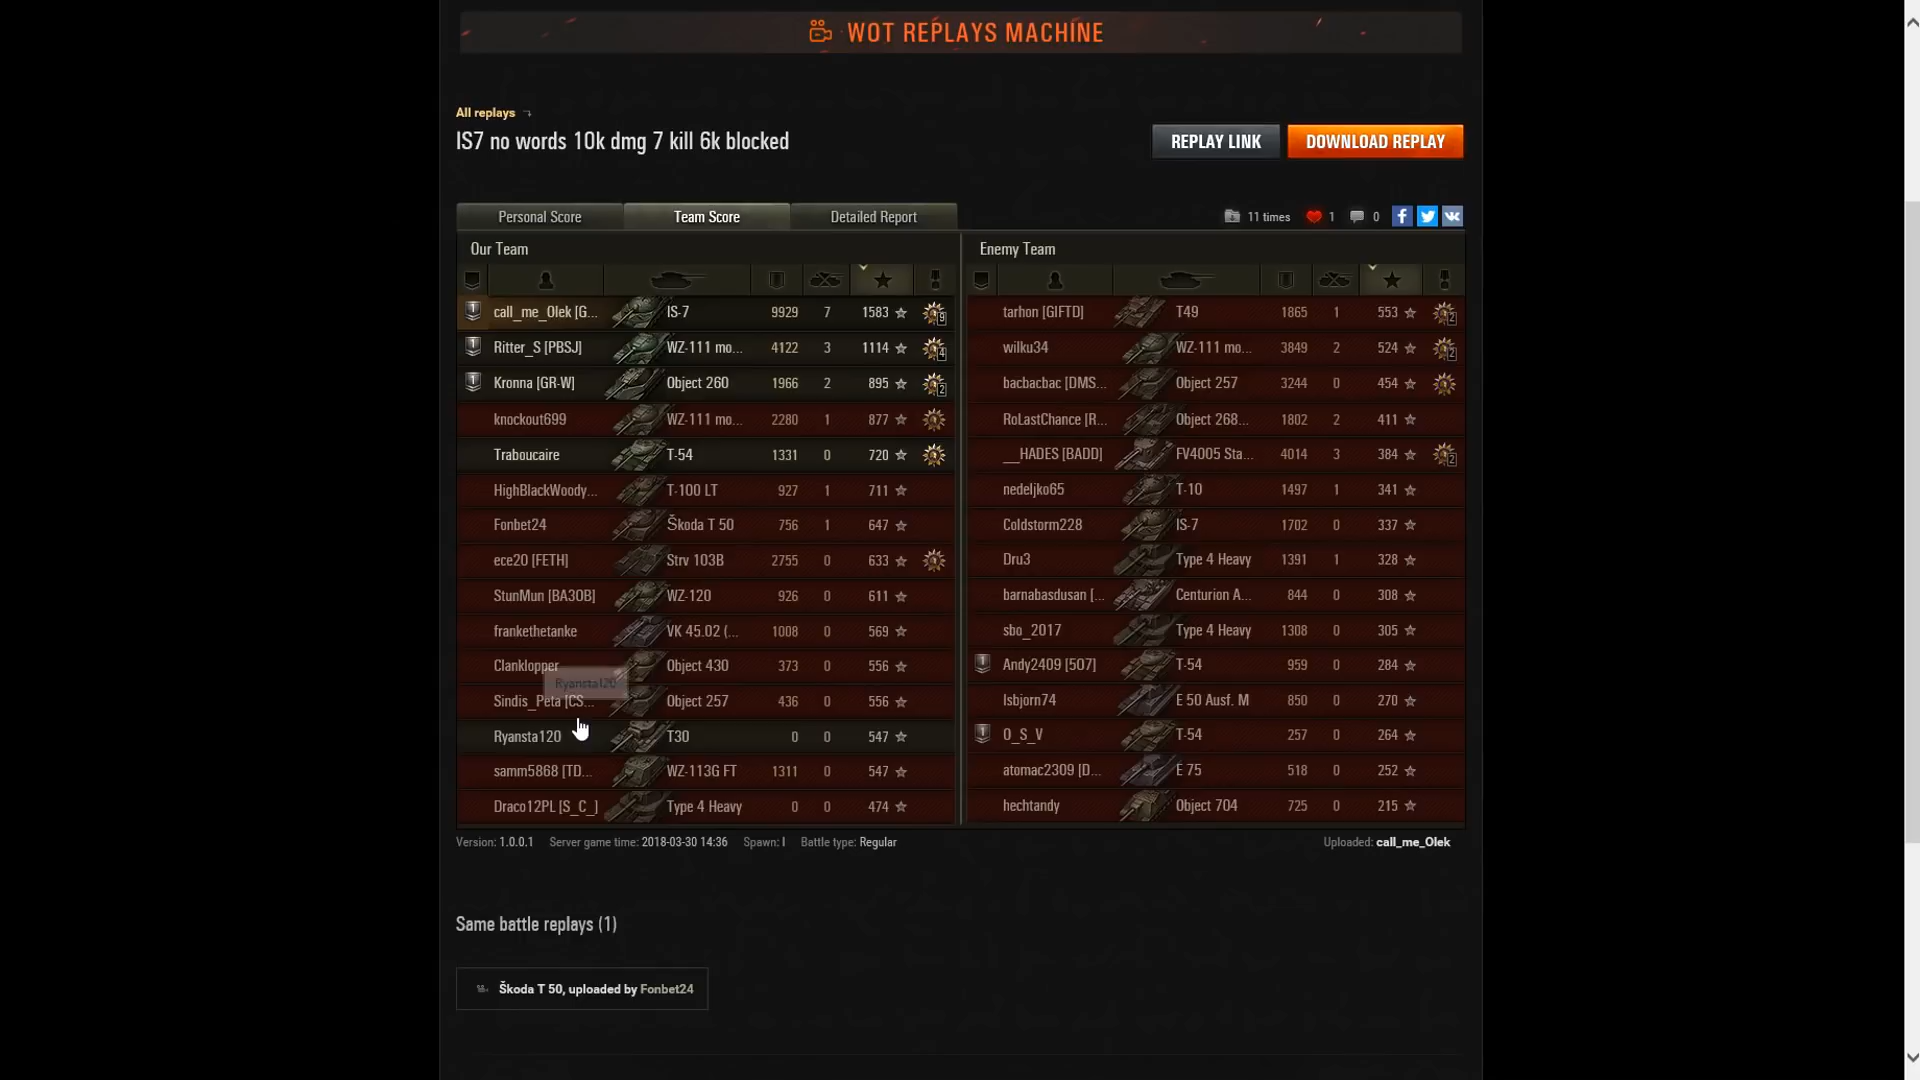 WOT REPLAYS MACHINE
All replays
IS7 no words 10k dmg 7 kill 6k blocked
REPLAY LINK
DOWNLOAD REPLAY
Personal Score
Team Score
Detailed Report
11 times
1
0
Our Team
call_me_Olek [G... IS-7 9929 7 1583 9
Ritter_S [PBSJ] WZ-111 mo... 4122 3 1114 4
Kronna [GR-W] Object 260 1966 2 895 2
knockout699 WZ-111 mo... 2280 1 877
Traboucaire T-54 1331 0 720
HighBlackWoody... T-100 LT 927 1 711
Fonbet24 Škoda T 50 756 1 647
ece20 [FETH] Strv 103B 2755 0 633
StunMun [BA3OB] WZ-120 926 0 611
frankethetanke VK 45.02 (... 1008 0 569
Clanklopper Object 430 373 0 556
Ryansta120
Sindis_Peta [CS... Object 257 436 0 556
Ryansta120 T30 0 0 547
samm5868 [TD... WZ-113G FT 1311 0 547
Draco12PL [S_C_] Type 4 Heavy 0 0 474
Enemy Team
tarhon [GIFTD] T49 1865 1 553 2
wilku34 WZ-111 mo... 3849 2 524 2
bacbacbac [DMS... Object 257 3244 0 454
RoLastChance [R... Object 268... 1802 2 411
__HADES [BADD] FV4005 Sta... 4014 3 384 2
nedeljko65 T-10 1497 1 341
Coldstorm228 IS-7 1702 0 337
Dru3 Type 4 Heavy 1391 1 328
barnabasdusan [... Centurion A... 844 0 308
sbo_2017 Type 4 Heavy 1308 0 305
Andy2409 [507] T-54 959 0 284
Isbjorn74 E 50 Ausf. M 850 0 270
O_S_V T-54 257 0 264
atomac2309 [D... E 75 518 0 252
hechtandy Object 704 725 0 215
Version: 1.0.0.1 Server game time: 2018-03-30 14:36 Spawn: I Battle type: Regular
Uploaded: call_me_Olek
Same battle replays (1)
Škoda T 50, uploaded by Fonbet24